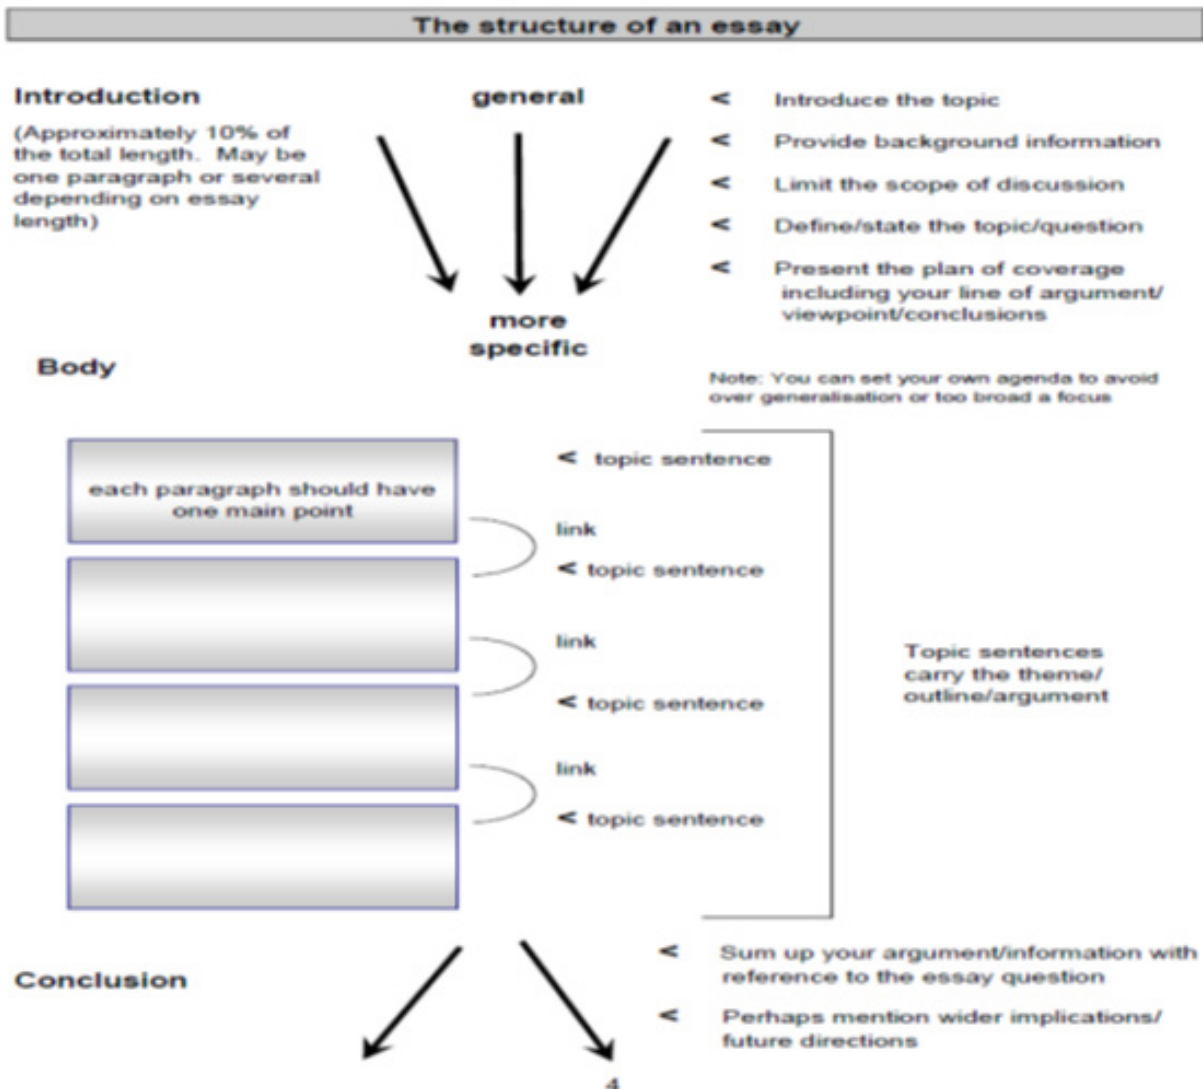 The structure of an essay
Introduction
(Approximately 10% of
the total length. May be
one paragraph or several
depending on essay
length)
general
more
specific
< Introduce the topic
< Provide background information
< Limit the scope of discussion
< Define/state the topic/question
< Present the plan of coverage
including your line of argument/
viewpoint/conclusions
Note: You can set your own agenda to avoid
over generalisation or too broad a focus
Body
each paragraph should have
one main point
< topic sentence
link
< topic sentence
link
< topic sentence
link
< topic sentence
Topic sentences
carry the theme/
outline/argument
Conclusion
< Sum up your argument/information with
reference to the essay question
< Perhaps mention wider implications/
future directions
4